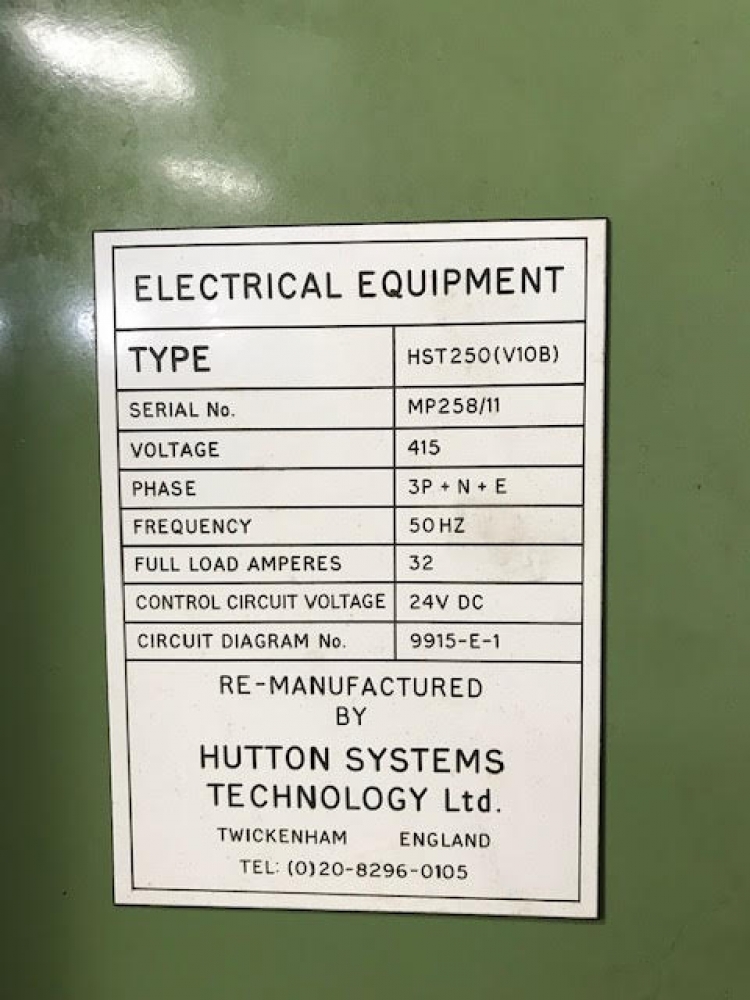 ELECTRICAL EQUIPMENT
TYPE HST250(V10B)
SERIAL No. MP258/11
VOLTAGE 415
PHASE 3P + N + E
FREQUENCY 50HZ
FULL LOAD AMPERES 32
CONTROL CIRCUIT VOLTAGE 24V DC
CIRCUIT DIAGRAM No. 9915-E-1
RE-MANUFACTURED
BY
HUTTON SYSTEMS
TECHNOLOGY Ltd.
TWICKENHAM ENGLAND
TEL: (0)20-8296-0105